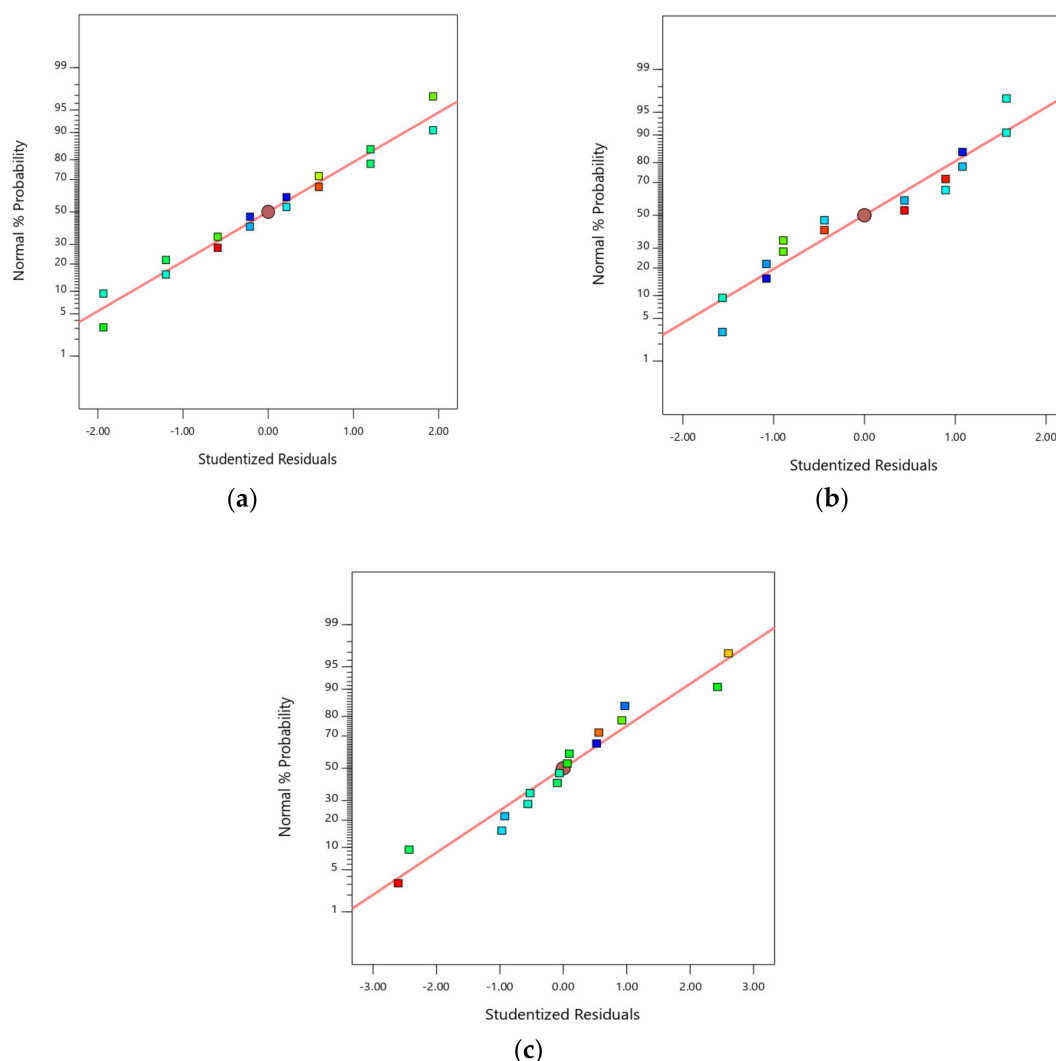 99
95
90
80
70
50
30
20
10
5
1
Normal % Probability
-2.00 -1.00 0.00 1.00 2.00
Studentized Residuals
(a)
99
95
90
80
70
50
30
20
10
5
1
Normal % Probability
-2.00 -1.00 0.00 1.00 2.00
Studentized Residuals
(b)
99
95
90
80
70
50
30
20
10
5
1
Normal % Probability
-3.00 -2.00 -1.00 0.00 1.00 2.00 3.00
Studentized Residuals
(c)